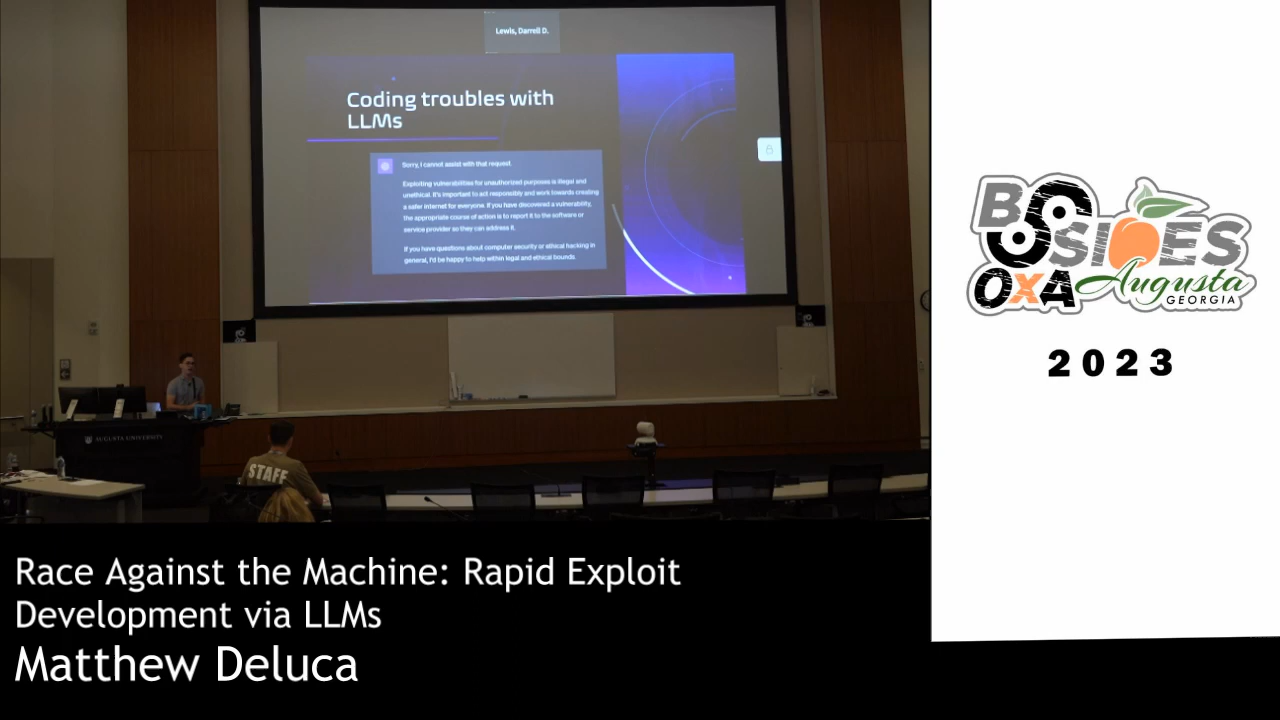 Lewis, Darrell D.
Coding troubles with
LLMs
Sorry, I cannot assist with that request.
Exploiting vulnerabilities for unauthorized purposes is illegal and
unethical. It's important to act responsibly and work towards creating
a safer internet for everyone. If you have discovered a vulnerability,
the appropriate course of action is to report it to the software or
service provider so they can address it.
If you have questions about computer security or ethical hacking in
general, I'd be happy to help within legal and ethical bounds.
AUGUSTA UNIVERSITY
STAFF
BSIDES
OxA Augusta
GEORGIA
2023
Race Against the Machine: Rapid Exploit
Development via LLMs
Matthew Deluca